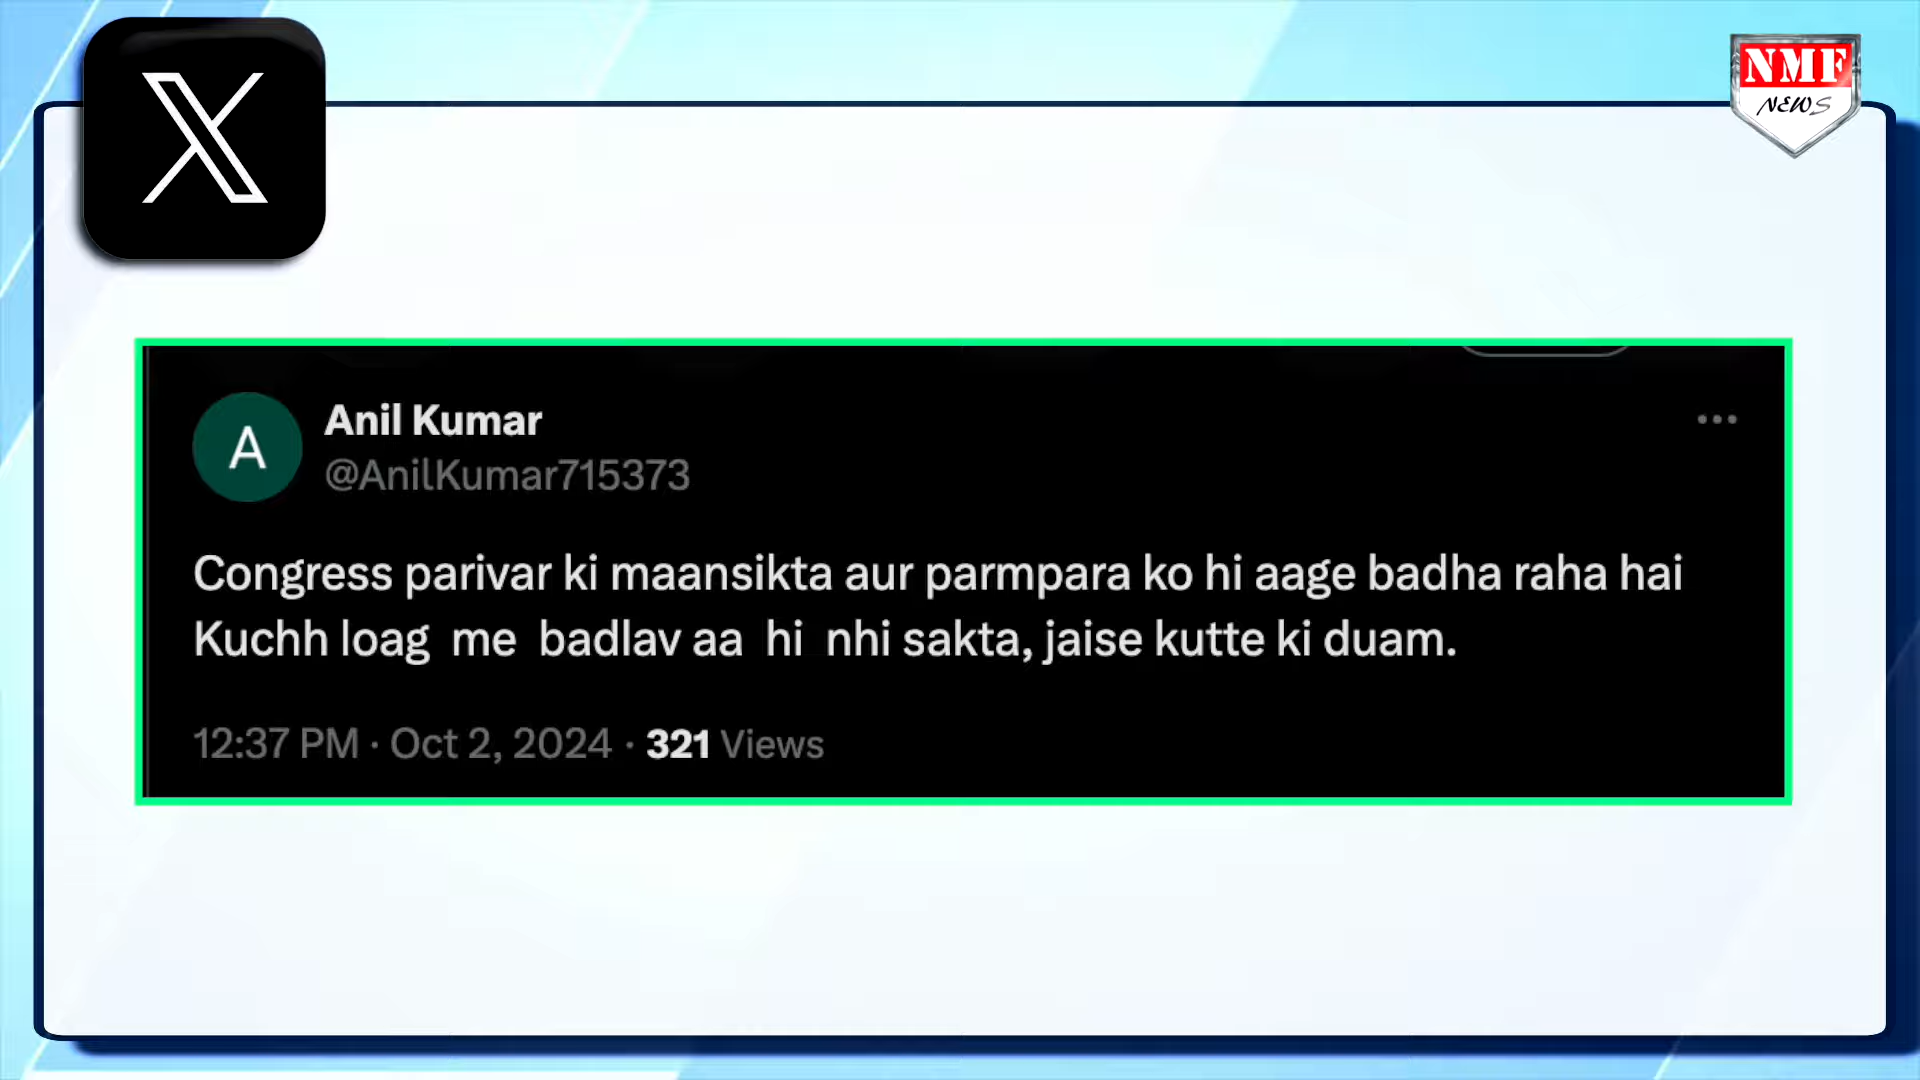 X
NMF
NEWS
A
Anil Kumar
@AnilKumar715373
Congress parivar ki maansikta aur parmpara ko hi aage badha raha hai
Kuchh loag  me  badlav aa  hi  nhi sakta, jaise kutte ki duam.
12:37 PM · Oct 2, 2024 · 321 Views